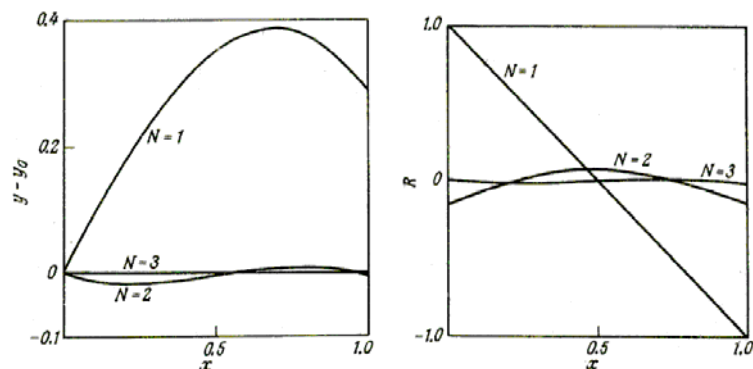 0.4
0.2
0
−0.1
y − yₐ
N = 1
N = 3
N = 2
0.5
1.0
x
1.0
0
−1.0
R
N = 1
N = 2
N = 3
0.5
1.0
x